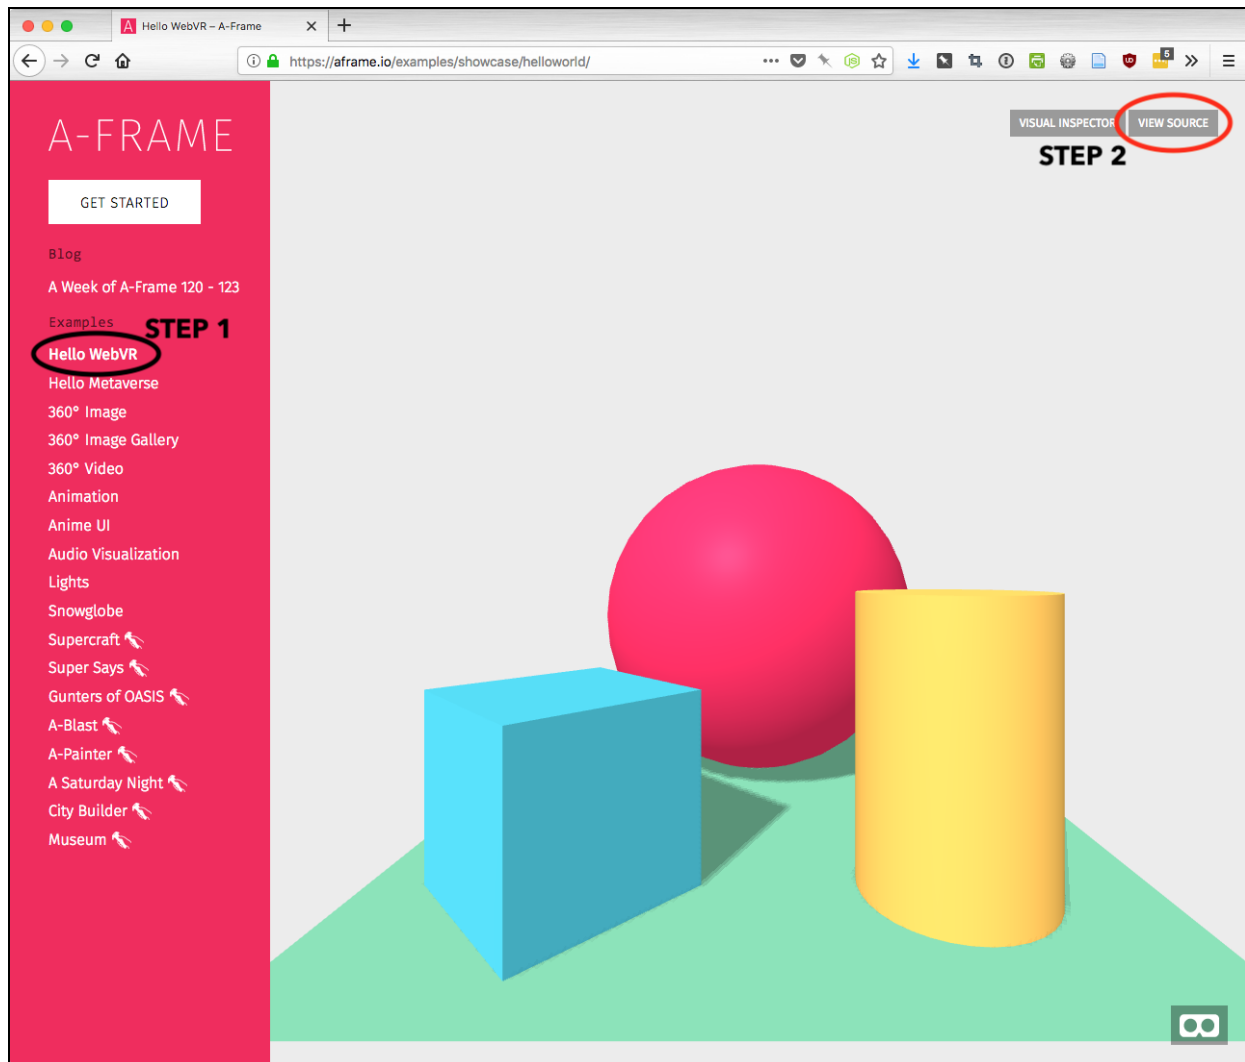 Hello WebVR – A-Frame
https://aframe.io/examples/showcase/helloworld/
5
A-FRAME
VISUAL INSPECTOR
VIEW SOURCE
STEP 2
GET STARTED
Blog
A Week of A-Frame 120 - 123
Examples
STEP 1
Hello WebVR
Hello Metaverse
360° Image
360° Image Gallery
360° Video
Animation
Anime UI
Audio Visualization
Lights
Snowglobe
Supercraft
Super Says
Gunters of OASIS
A-Blast
A-Painter
A Saturday Night
City Builder
Museum